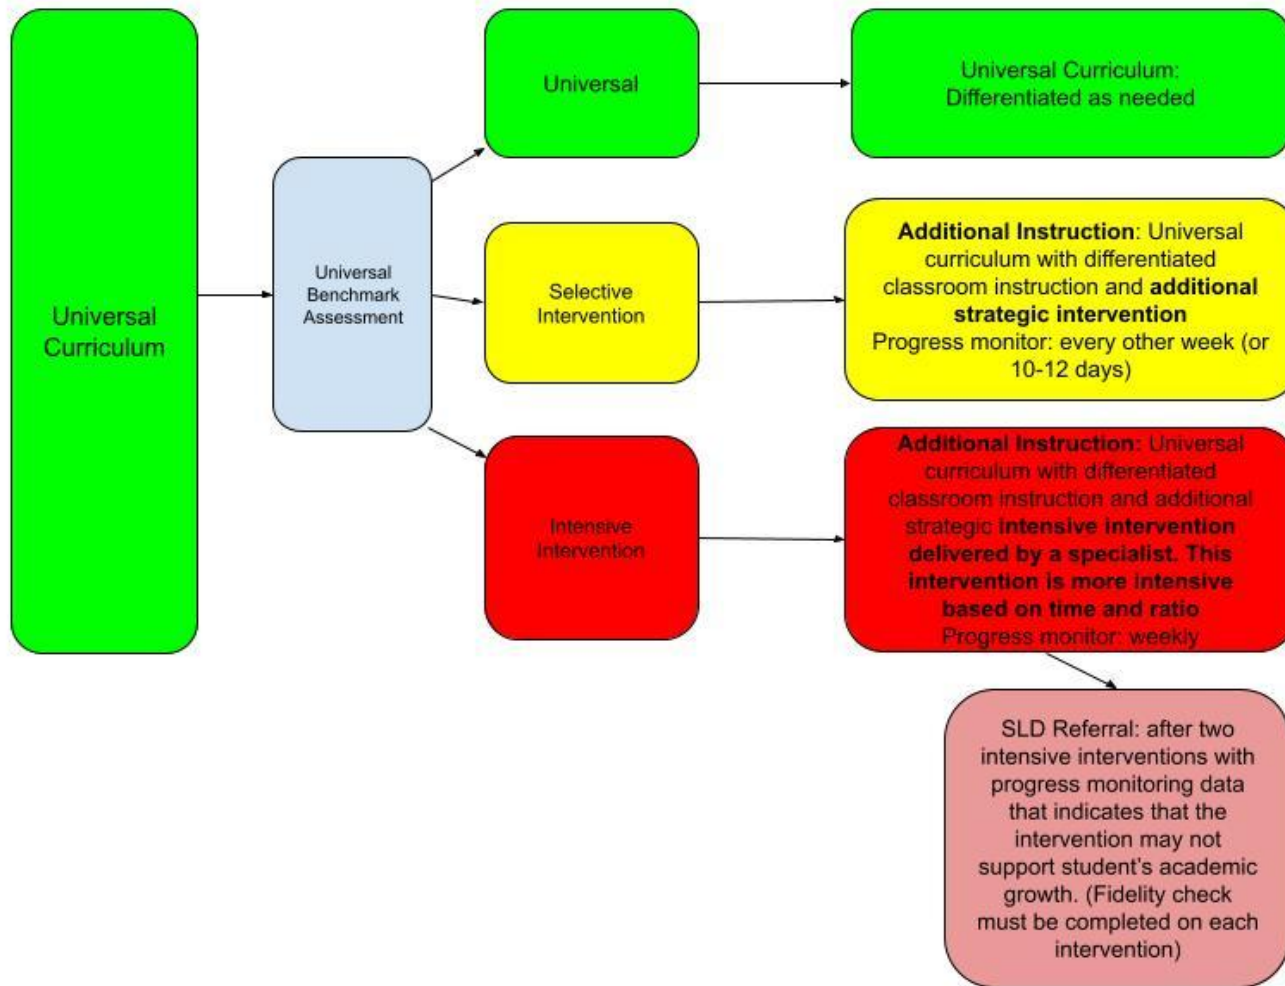 Universal
Curriculum
Universal
Benchmark
Assessment
Universal
Universal Curriculum:
Differentiated as needed
Selective
Intervention
Additional Instruction: Universal
curriculum with differentiated
classroom instruction and additional
strategic intervention
Progress monitor: every other week (or
10-12 days)
Intensive
Intervention
Additional Instruction: Universal
curriculum with differentiated
classroom instruction and additional
strategic intensive intervention
delivered by a specialist. This
intervention is more intensive
based on time and ratio
Progress monitor: weekly
SLD Referral: after two
intensive interventions with
progress monitoring data
that indicates that the
intervention may not
support student's academic
growth. (Fidelity check
must be completed on each
intervention)